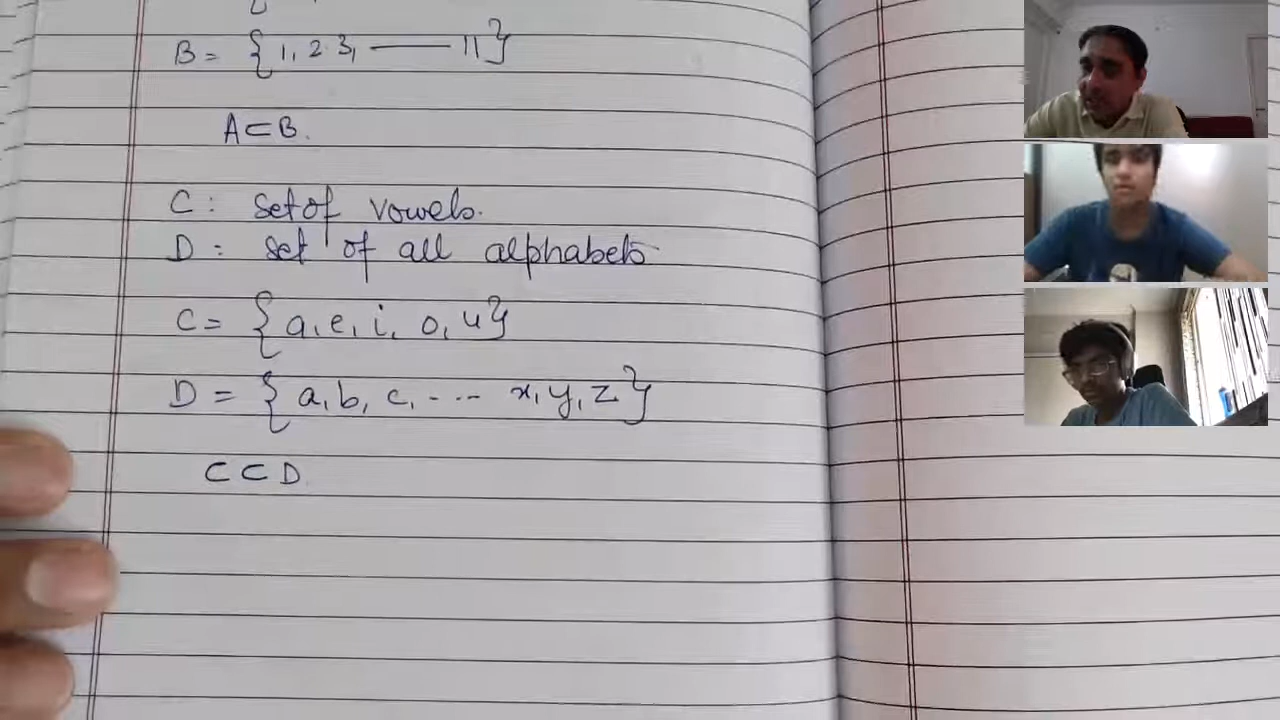 B = { 1, 2 3, —— 11}
A ⊂ B.
C : set of vowels.
D : set of all alphabets
C = { a, e, i, o, u}
D = { a, b, c, --- x, y, z}
C ⊂ D